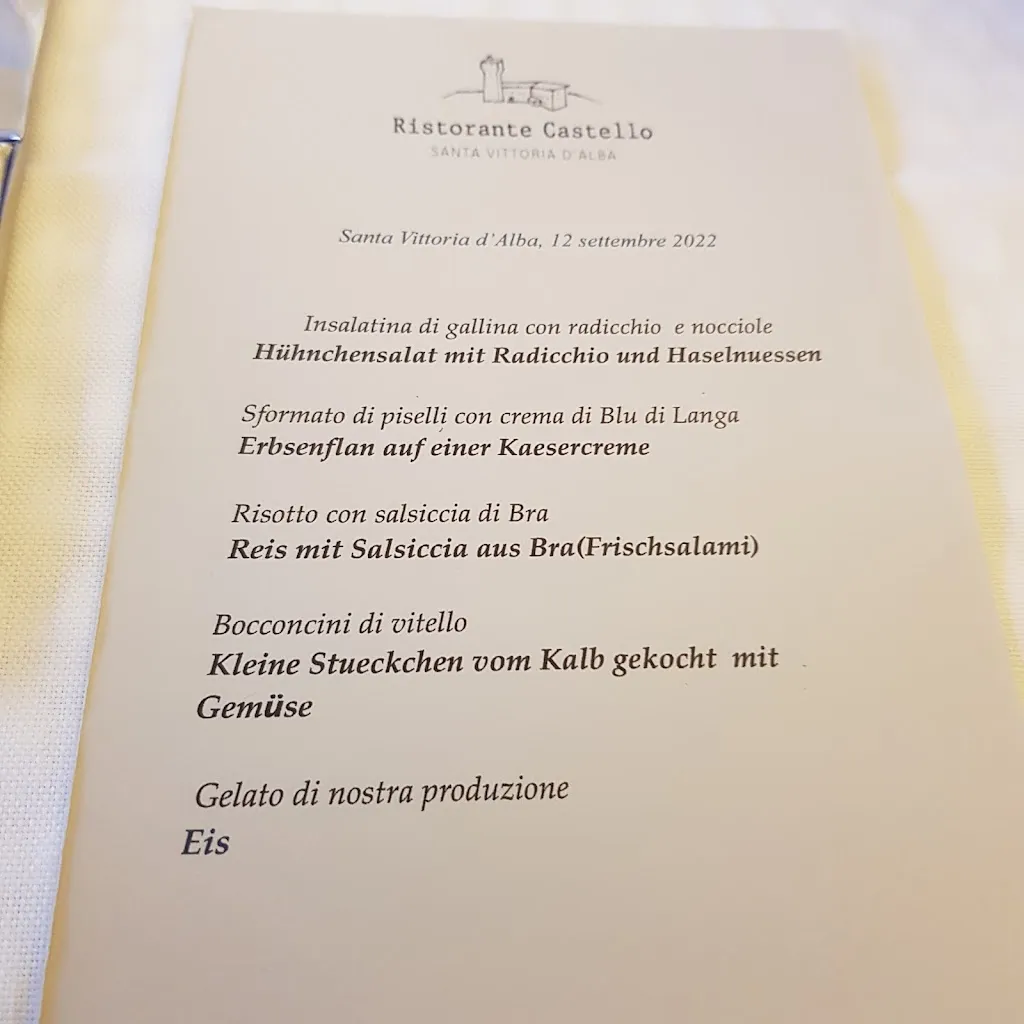 Ristorante Castello
SANTA VITTORIA D'ALBA
Santa Vittoria d'Alba, 12 settembre 2022
Insalatina di gallina con radicchio e nocciole
Hühnchensalat mit Radicchio und Haselnuessen
Sformato di piselli con crema di Blu di Langa
Erbsenflan auf einer Kaesercreme
Risotto con salsiccia di Bra
Reis mit Salsiccia aus Bra(Frischsalami)
Bocconcini di vitello
Kleine Stueckchen vom Kalb gekocht mit
Gemüse
Gelato di nostra produzione
Eis